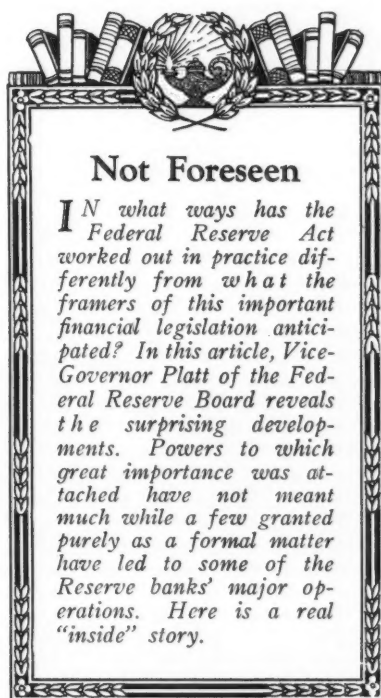 Not Foreseen
IN what ways has the
Federal Reserve Act
worked out in practice dif-
ferently from what the
framers of this important
financial legislation antici-
pated? In this article, Vice-
Governor Platt of the Fed-
eral Reserve Board reveals
the surprising develop-
ments. Powers to which
great importance was at-
tached have not meant
much while a few granted
purely as a formal matter
have led to some of the
Reserve banks' major op-
erations. Here is a real
"inside" story.